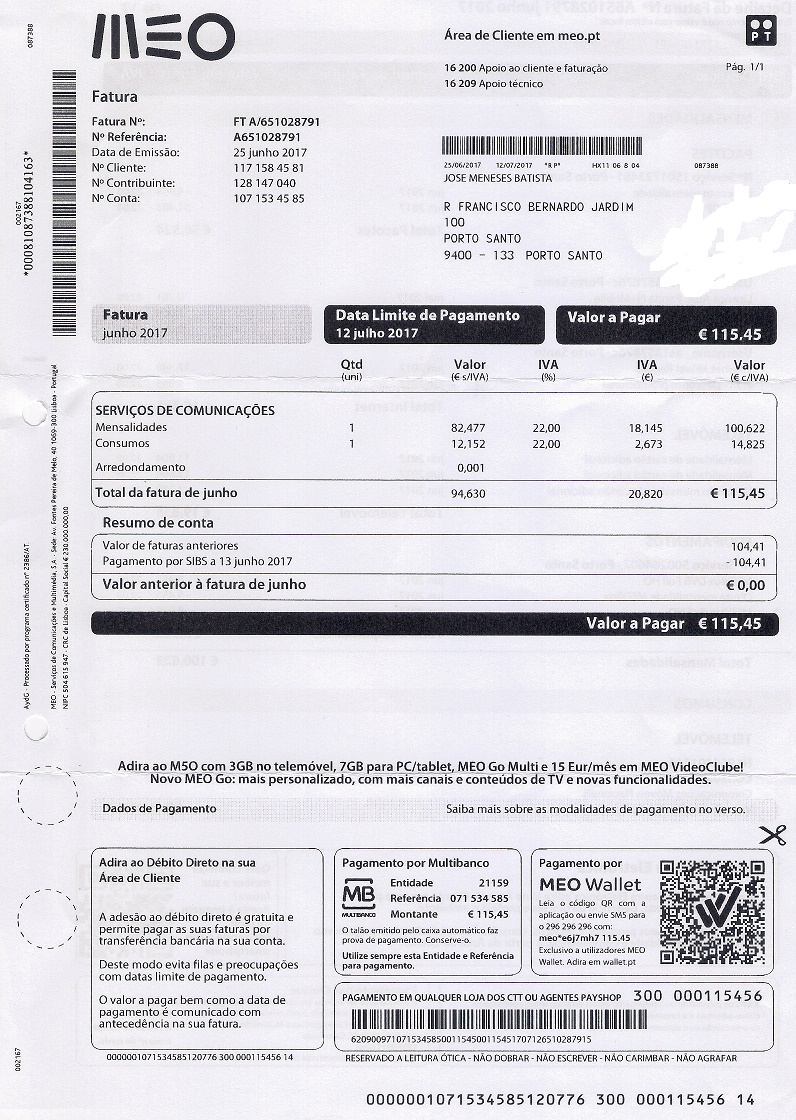 MEO
Área de Cliente em meo.pt
PT
16 200 Apoio ao cliente e faturação
Pág. 1/1
16 209 Apoio técnico
Fatura
Fatura Nº: FT A/651028791
Nº Referência: A651028791
Data de Emissão: 25 junho 2017
Nº Cliente: 117 158 45 81
Nº Contribuinte: 128 147 040
Nº Conta: 107 153 45 85
25/06/2017 12/07/2017 "R P" HX11 06 8 04 087388
JOSE MENESES BATISTA
R FRANCISCO BERNARDO JARDIM
100
PORTO SANTO
9400 - 133 PORTO SANTO
087388
002167
*000810873881041​63*
Fatura
junho 2017
Data Limite de Pagamento
12 julho 2017
Valor a Pagar
€ 115.45
Qtd Valor IVA IVA Valor
(uni) (€ s/IVA) (%) (€) (€ c/IVA)
SERVIÇOS DE COMUNICAÇÕES
Mensalidades 1 82,477 22,00 18,145 100,622
Consumos 1 12,152 22,00 2,673 14,825
Arredondamento 0,001
Total da fatura de junho 94,630 20,820 € 115,45
Resumo de conta
Valor de faturas anteriores 104,41
Pagamento por SIBS a 13 junho 2017 - 104,41
Valor anterior à fatura de junho € 0,00
Valor a Pagar € 115,45
AydG - Processado por programa certificado nº 2386/AT.
MEO - Serviços de Comunicações e Multimédia, S.A. - Sede: Av. Fontes Pereira de Melo, 40 1069-300 Lisboa - Portugal
NIPC 504 615 947 - CRC de Lisboa - Capital Social € 230.000.000,00
Adira ao M5O com 3GB no telemóvel, 7GB para PC/tablet, MEO Go Multi e 15 Eur/mês em MEO VideoClube!
Novo MEO Go: mais personalizado, com mais canais e conteúdos de TV e novas funcionalidades.
Dados de Pagamento
Saiba mais sobre as modalidades de pagamento no verso.
Adira ao Débito Direto na sua
Área de Cliente
A adesão ao débito direto é gratuita e
permite pagar as suas faturas por
transferência bancária na sua conta.
Deste modo evita filas e preocupações
com datas limite de pagamento.
O valor a pagar bem como a data de
pagamento é comunicado com
antecedência na sua fatura.
Pagamento por Multibanco
MB
MULTIBANCO
Entidade 21159
Referência 071 534 585
Montante € 115,45
O talão emitido pelo caixa automático faz
prova de pagamento. Conserve-o.
Utilize sempre esta Entidade e Referência
para pagamento.
Pagamento por
MEO Wallet
Leia o código QR com a
aplicação ou envie SMS para
o 296 296 296 com:
meo*e6j7mh7 115.45
Exclusivo a utilizadores MEO
Wallet. Adira em wallet.pt
PAGAMENTO EM QUALQUER LOJA DOS CTT OU AGENTES PAYSHOP 300 000115456
6209009710715345850011545001154517071265102879​15
0000001071534585120776 300 000115456 14
RESERVADO A LEITURA ÓTICA - NÃO DOBRAR - NÃO ESCREVER - NÃO CARIMBAR - NÃO AGRAFAR
002167
0000001071534585120776 300 000115456 14